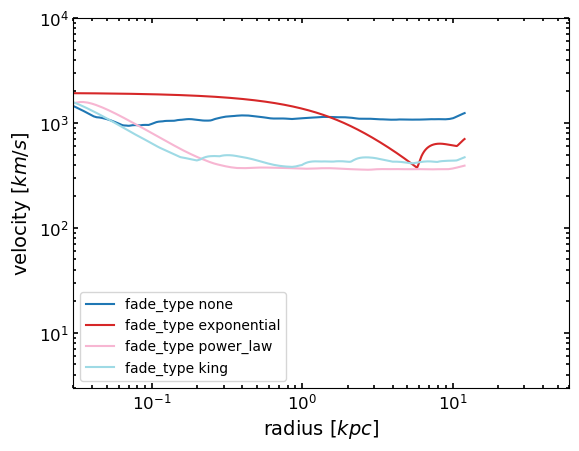 10⁴
10³
10² 
10¹
velocity [km/s]
fade_type none
fade_type exponential
fade_type power_law
fade_type king
10⁻¹
10⁰
10¹
radius [kpc]